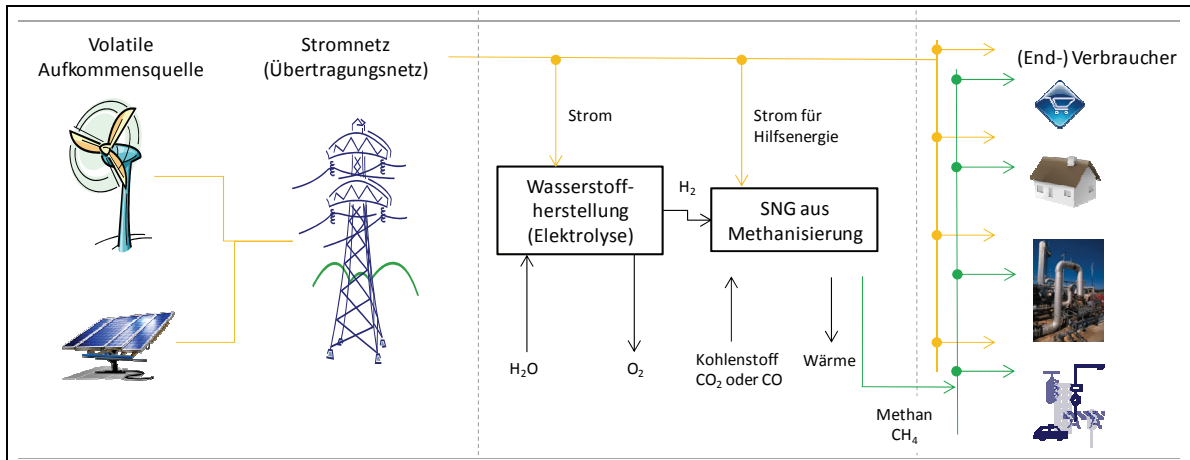 Volatile
Aufkommensquelle
Stromnetz
(Übertragungsnetz)
(End-) Verbraucher
Strom
Strom für
Hilfsenergie
Wasserstoff-
herstellung
(Elektrolyse)
H₂
SNG aus
Methanisierung
H₂O
O₂
Kohlenstoff
CO₂ oder CO
Wärme
Methan
CH₄